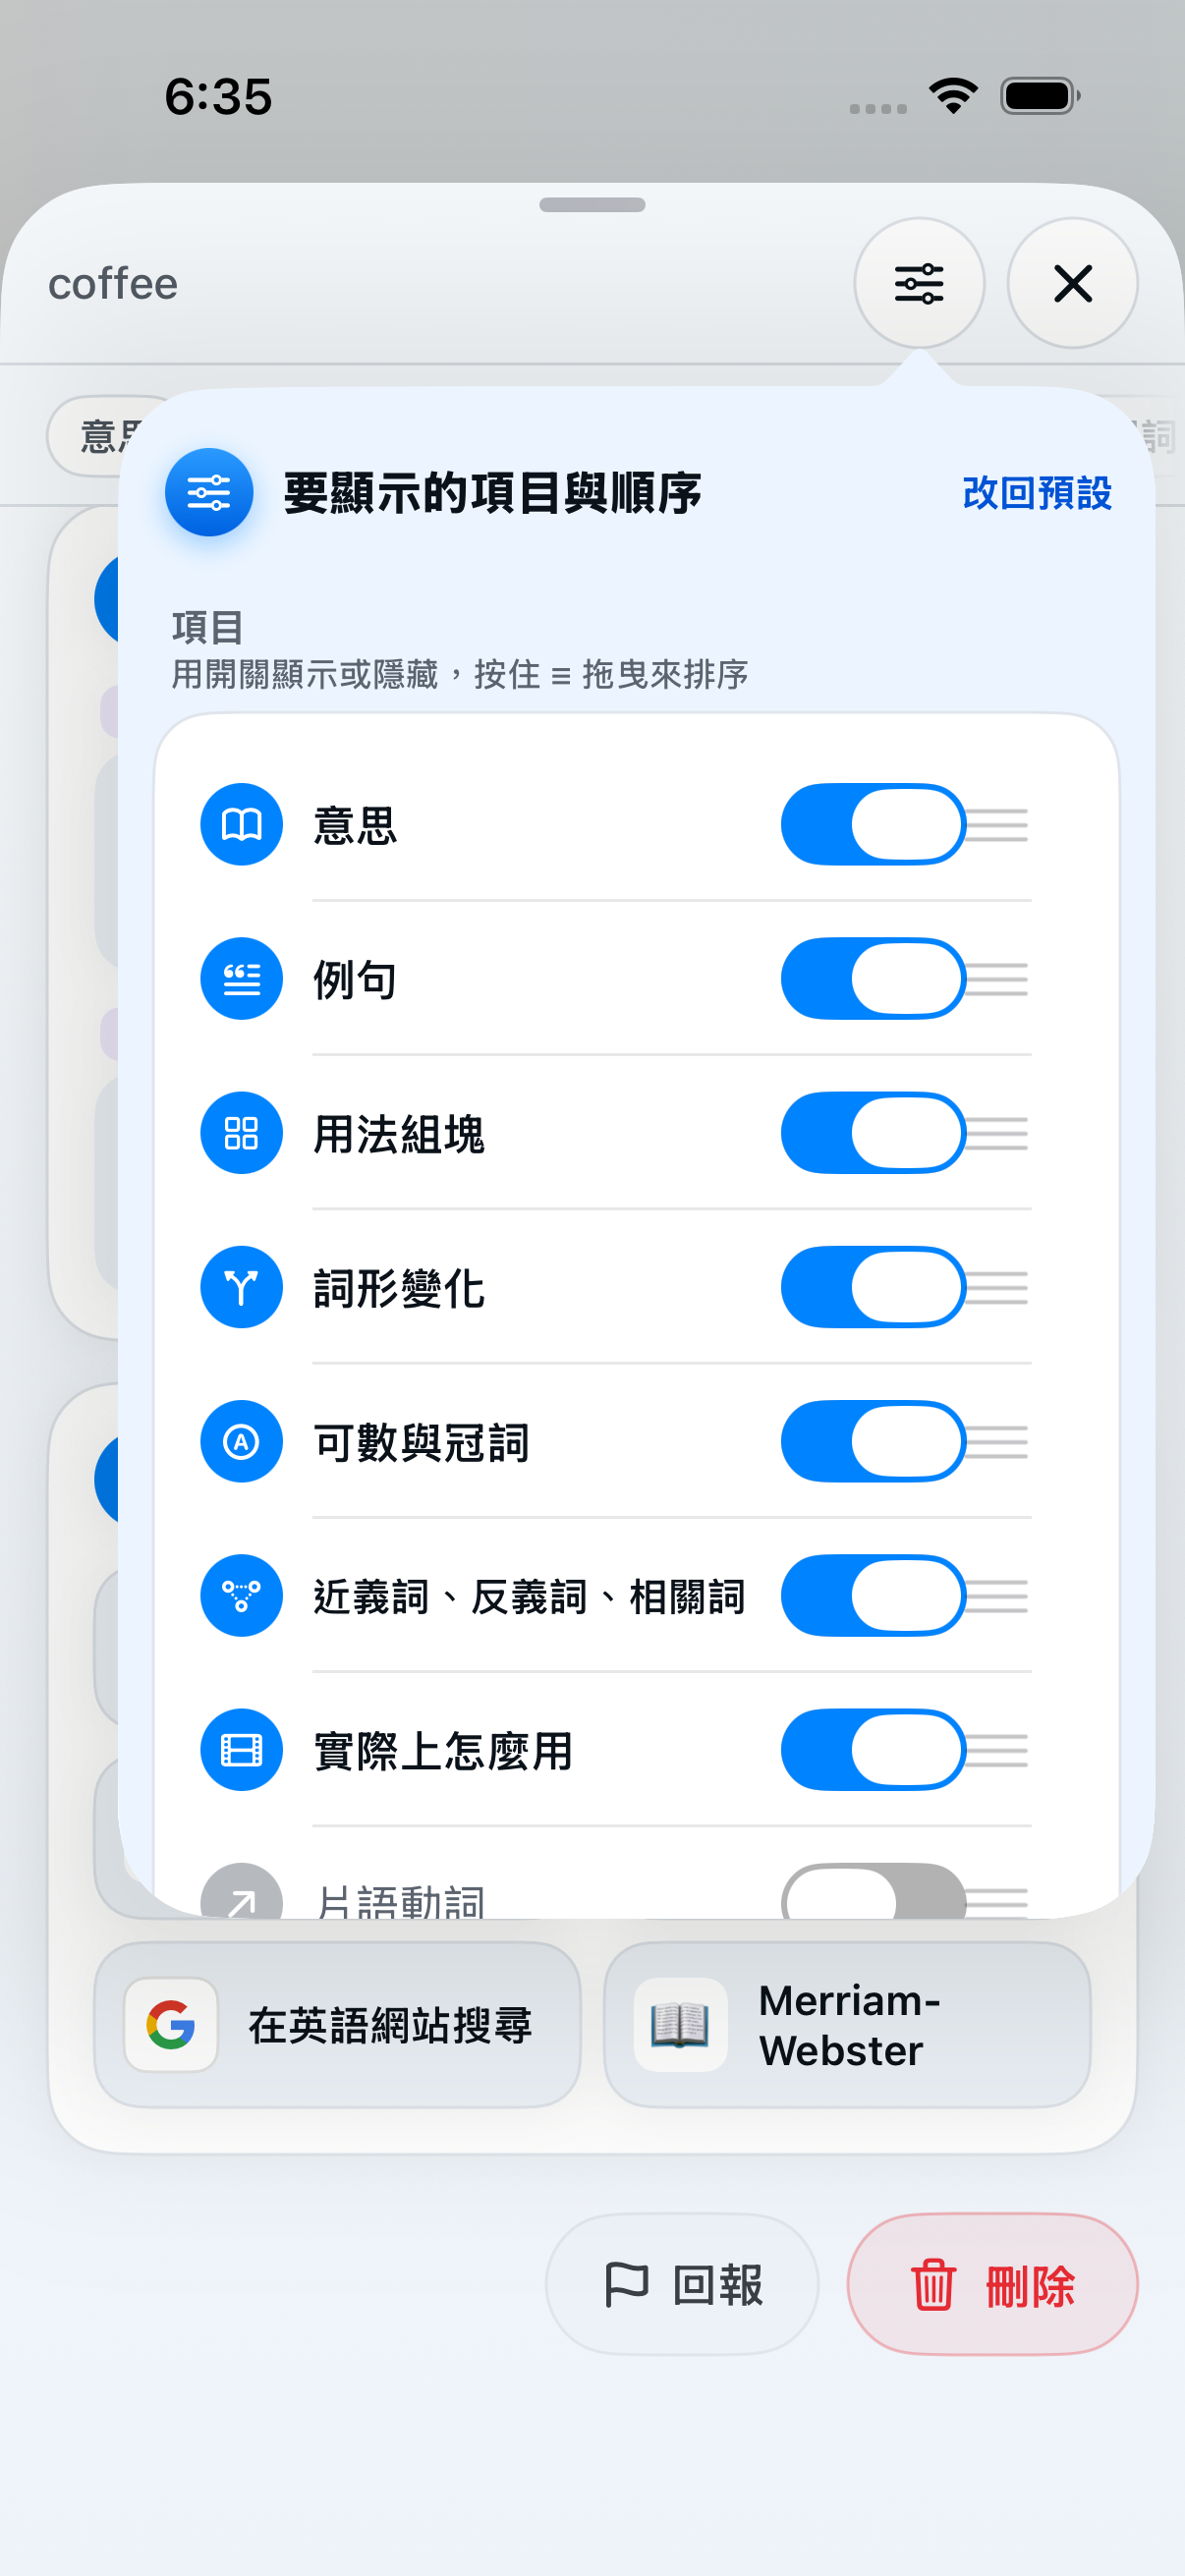 6:35
coffee
意思
詞
要顯示的項目與順序
改回預設
項目
用開關顯示或隱藏，按住 ≡ 拖曳來排序
意思
例句
用法組塊
詞形變化
A
可數與冠詞
近義詞、反義詞、相關詞
實際上怎麼用
片語動詞
在英語網站搜尋
Merriam-
Webster
回報
刪除